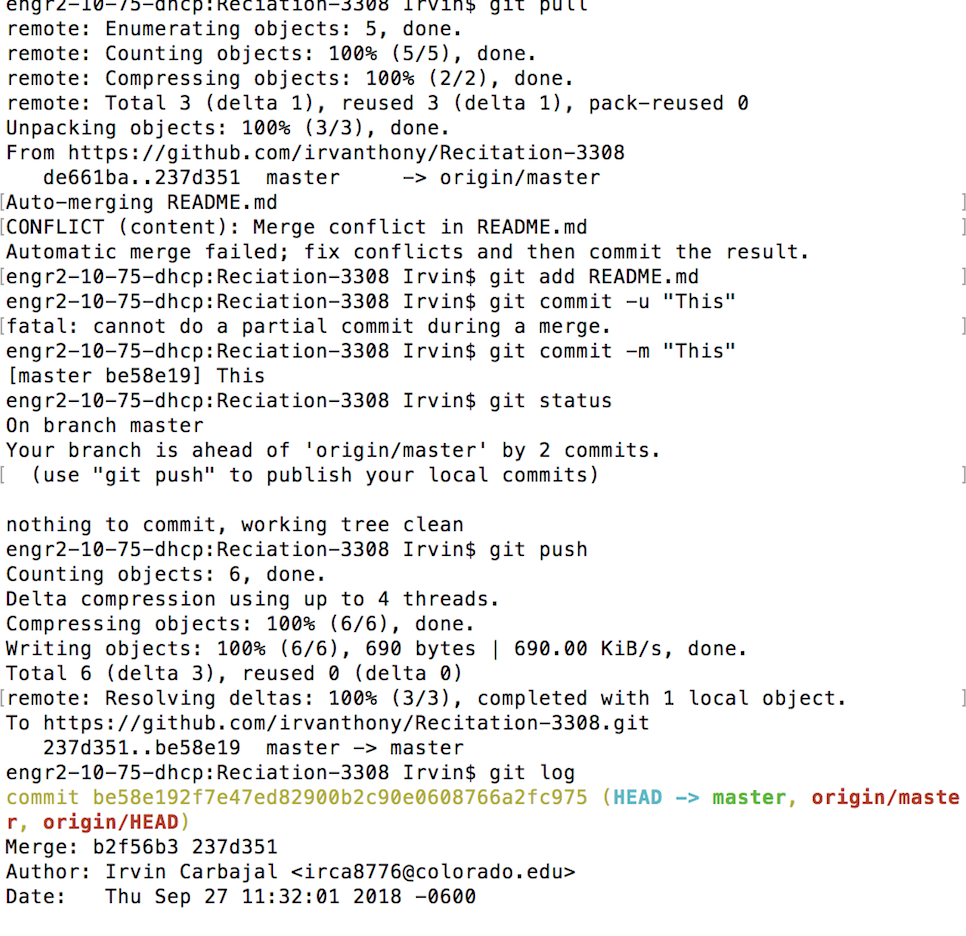 engr2-10-75-dhcp:Reciation-3308 Irvin$ git pull
remote: Enumerating objects: 5, done.
remote: Counting objects: 100% (5/5), done.
remote: Compressing objects: 100% (2/2), done.
remote: Total 3 (delta 1), reused 3 (delta 1), pack-reused 0
Unpacking objects: 100% (3/3), done.
From https://github.com/irvanthony/Recitation-3308
   de661ba..237d351  master     -> origin/master
[Auto-merging README.md ]
[CONFLICT (content): Merge conflict in README.md ]
Automatic merge failed; fix conflicts and then commit the result.
[engr2-10-75-dhcp:Reciation-3308 Irvin$ git add README.md ]
engr2-10-75-dhcp:Reciation-3308 Irvin$ git commit -u "This"
[fatal: cannot do a partial commit during a merge. ]
engr2-10-75-dhcp:Reciation-3308 Irvin$ git commit -m "This"
[master be58e19] This
engr2-10-75-dhcp:Reciation-3308 Irvin$ git status
On branch master
Your branch is ahead of 'origin/master' by 2 commits.
[  (use "git push" to publish your local commits) ]
nothing to commit, working tree clean
engr2-10-75-dhcp:Reciation-3308 Irvin$ git push
Counting objects: 6, done.
Delta compression using up to 4 threads.
Compressing objects: 100% (6/6), done.
Writing objects: 100% (6/6), 690 bytes | 690.00 KiB/s, done.
Total 6 (delta 3), reused 0 (delta 0)
[remote: Resolving deltas: 100% (3/3), completed with 1 local object. ]
To https://github.com/irvanthony/Recitation-3308.git
   237d351..be58e19  master -> master
engr2-10-75-dhcp:Reciation-3308 Irvin$ git log
commit be58e192f7e47ed82900b2c90e0608766a2fc975 (HEAD -> master, origin/maste
r, origin/HEAD)
Merge: b2f56b3 237d351
Author: Irvin Carbajal <irca8776@colorado.edu>
Date:   Thu Sep 27 11:32:01 2018 -0600